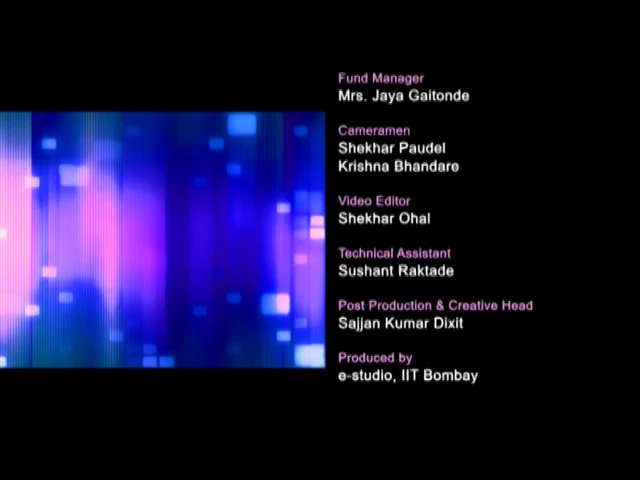 Fund Manager
Mrs. Jaya Gaitonde
Cameramen
Shekhar Paudel
Krishna Bhandare
Video Editor
Shekhar Ohal
Technical Assistant
Sushant Raktade
Post Production & Creative Head
Sajjan Kumar Dixit
Produced by
e-studio, IIT Bombay